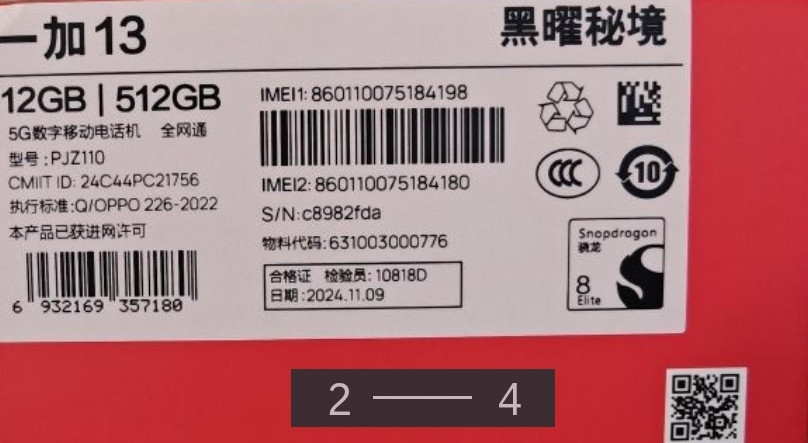 一加 13
黑曜秘境
12GB | 512GB
5G数字移动电话机 全网通
型号:PJZ110
CMIIT ID: 24C44PC21756
执行标准:Q/OPPO 226-2022
本产品已获进网许可
6 932169 357180
IMEI1: 860110075184198
IMEI2: 860110075184180
S/N:c8982fda
物料代码:631003000776
合格证 检验员:10818D
日期:2024.11.09
CCC
10
Snapdragon
骁龙
8
Elite
2 —— 4